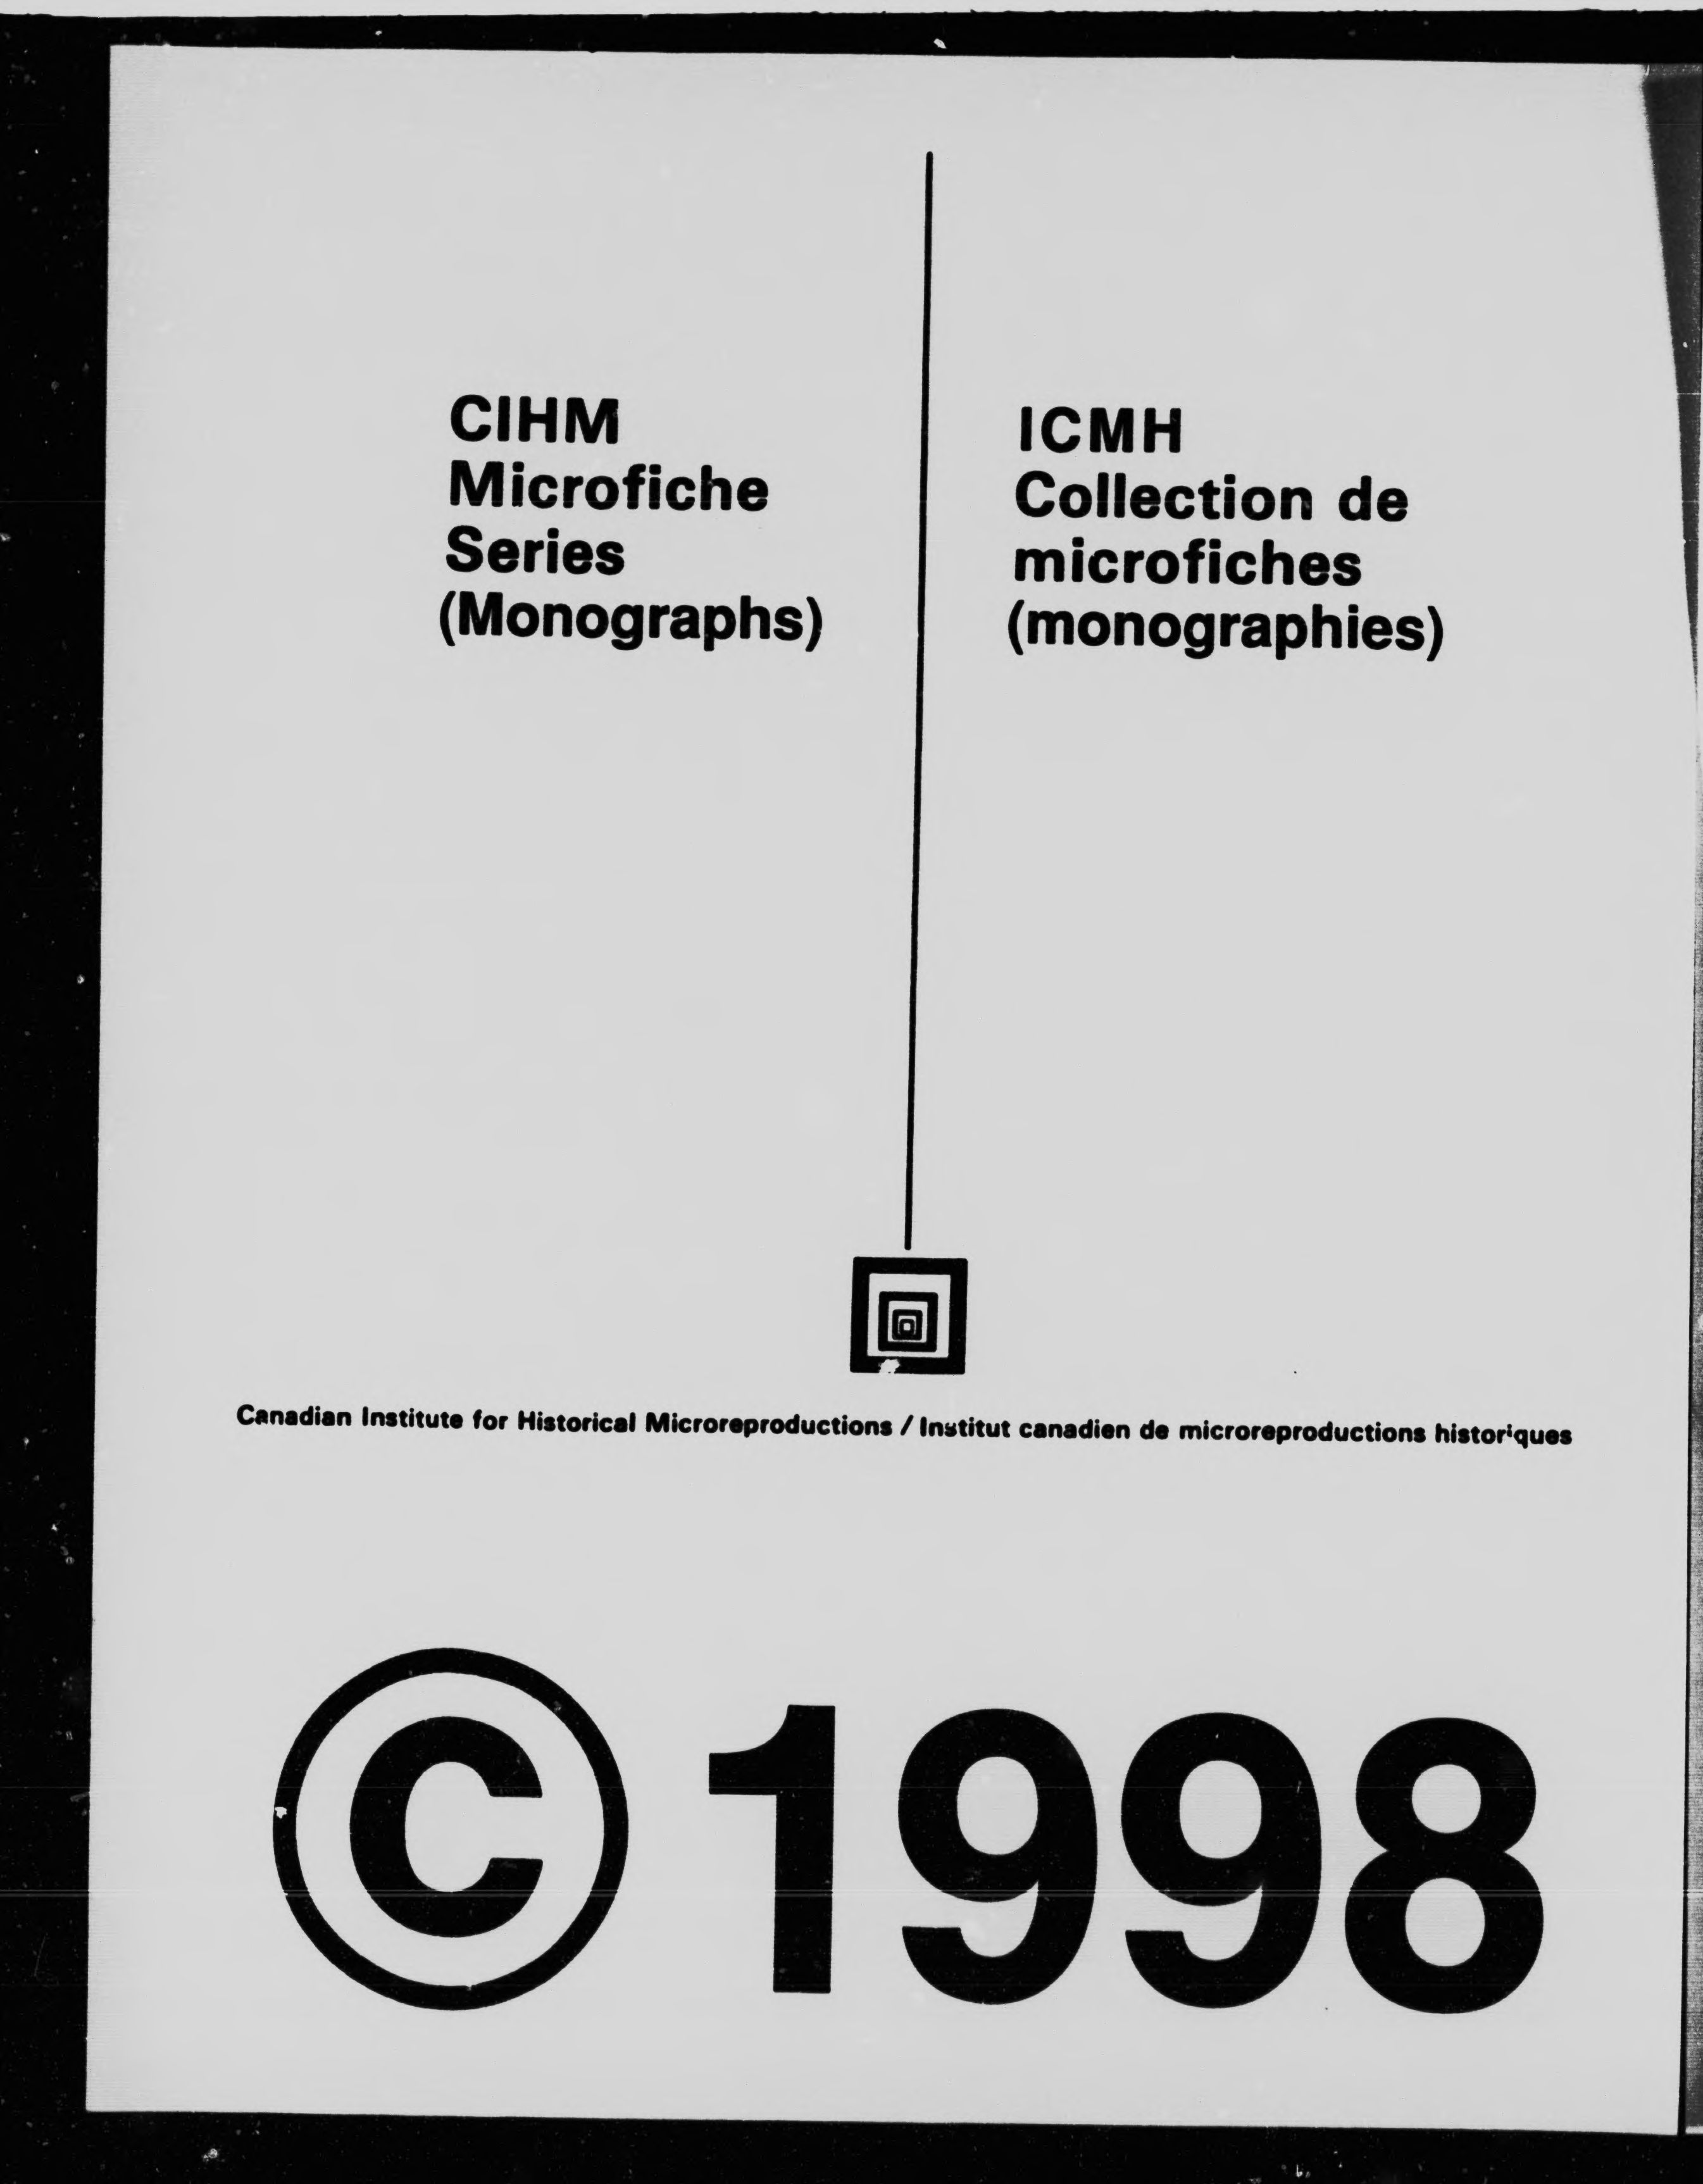 CIHM
Microfiche
Series
(Monographs)
ICMH
Collection de
microfiches
(monographies)
Canadian Institute for Historical Microreproductions / Institut canadien de microreproductions historiques
© 1998